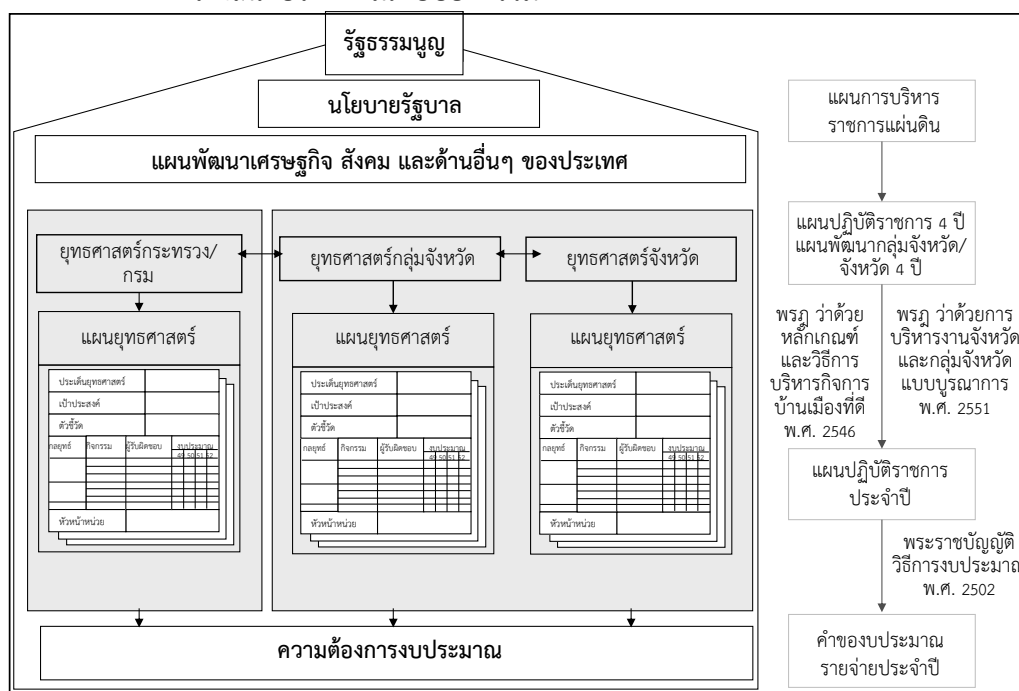 รัฐธรรมนูญ
นโยบายรัฐบาล
แผนพัฒนาเศรษฐกิจ สังคม และด้านอื่นๆ ของประเทศ
ยุทธศาสตร์กระทรวง/
กรม
ยุทธศาสตร์กลุ่มจังหวัด
ยุทธศาสตร์จังหวัด
แผนยุทธศาสตร์
ประเด็นยุทธศาสตร์
เป้าประสงค์
ตัวชี้วัด
กลยุทธ์ กิจกรรม ผู้รับผิดชอบ งบประมาณ
49 50 51 52
หัวหน้าหน่วย
แผนยุทธศาสตร์
ประเด็นยุทธศาสตร์
เป้าประสงค์
ตัวชี้วัด
กลยุทธ์ กิจกรรม ผู้รับผิดชอบ งบประมาณ
49 50 51 52
หัวหน้าหน่วย
แผนยุทธศาสตร์
ประเด็นยุทธศาสตร์
เป้าประสงค์
ตัวชี้วัด
กลยุทธ์ กิจกรรม ผู้รับผิดชอบ งบประมาณ
49 50 51 52
หัวหน้าหน่วย
ความต้องการงบประมาณ
แผนการบริหาร
ราชการแผ่นดิน
แผนปฏิบัติราชการ 4 ปี
แผนพัฒนากลุ่มจังหวัด/
จังหวัด 4 ปี
พรฎ ว่าด้วย
หลักเกณฑ์
และวิธีการ
บริหารกิจการ
บ้านเมืองที่ดี
พ.ศ. 2546
พรฎ ว่าด้วยการ
บริหารงานจังหวัด
และกลุ่มจังหวัด
แบบบูรณาการ
พ.ศ. 2551
แผนปฏิบัติราชการ
ประจำปี
พระราชบัญญัติ
วิธีการงบประมาณ
พ.ศ. 2502
คำของบประมาณ
รายจ่ายประจำปี